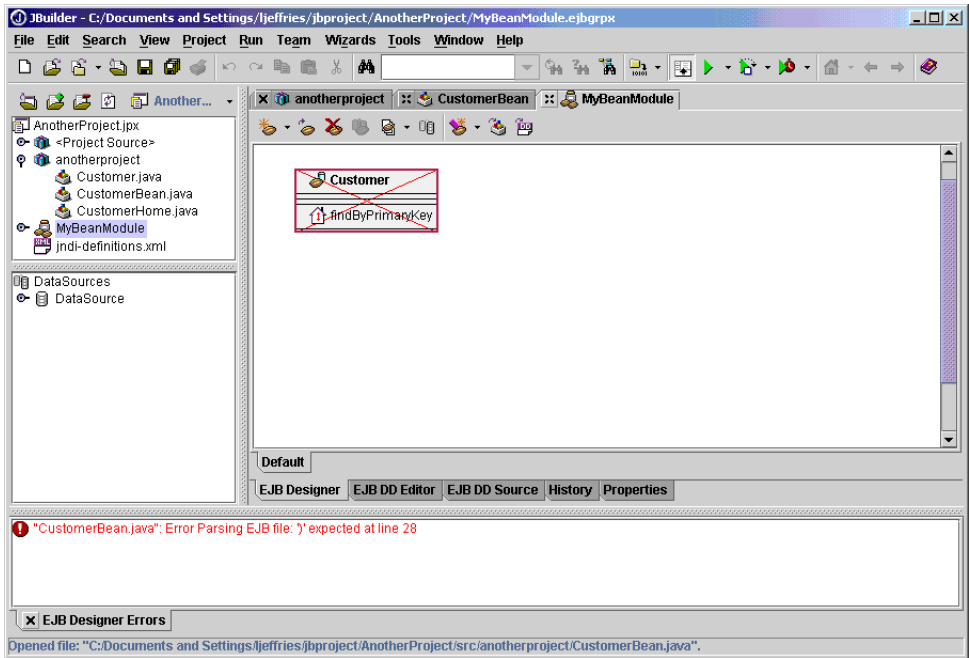 JBuilder - C:/Documents and Settings/ljeffries/jbproject/AnotherProject/MyBeanModule.ejbgrpx
File Edit Search View Project Run Team Wizards Tools Window Help
Another...
anotherproject CustomerBean MyBeanModule
AnotherProject.jpx
<Project Source>
anotherproject
Customer.java
CustomerBean.java
CustomerHome.java
MyBeanModule
jndi-definitions.xml
DataSources
DataSource
Customer
findByPrimaryKey
Default
EJB Designer EJB DD Editor EJB DD Source History Properties
"CustomerBean.java": Error Parsing EJB file: ')' expected at line 28
EJB Designer Errors
Opened file: "C:/Documents and Settings/ljeffries/jbproject/AnotherProject/src/anotherproject/CustomerBean.java".